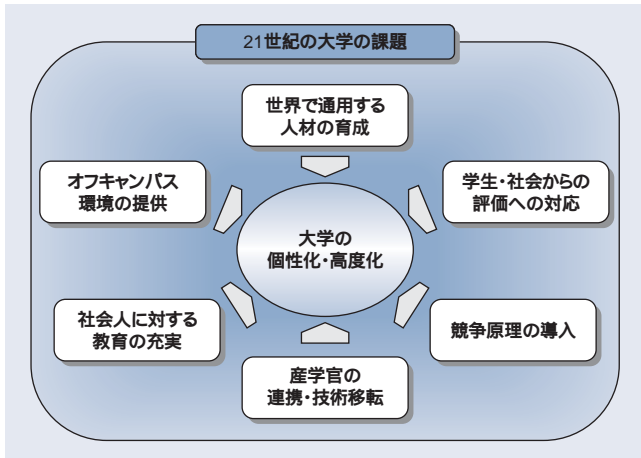 21世紀の大学の課題
世界で通用する
人材の育成
オフキャンパス
環境の提供
学生・社会からの
評価への対応
大学の
個性化・高度化
社会人に対する
教育の充実
競争原理の導入
産学官の
連携・技術移転